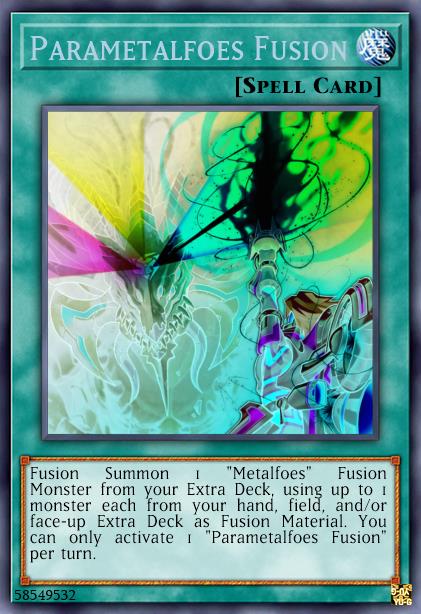 Parametalfoes Fusion 魔
[Spell Card]
Fusion Summon 1 "Metalfoes" Fusion
Monster from your Extra Deck, using up to 1
monster each from your hand, field, and/or
face-up Extra Deck as Fusion Material. You
can only activate 1 "Parametalfoes Fusion"
per turn.
58549532